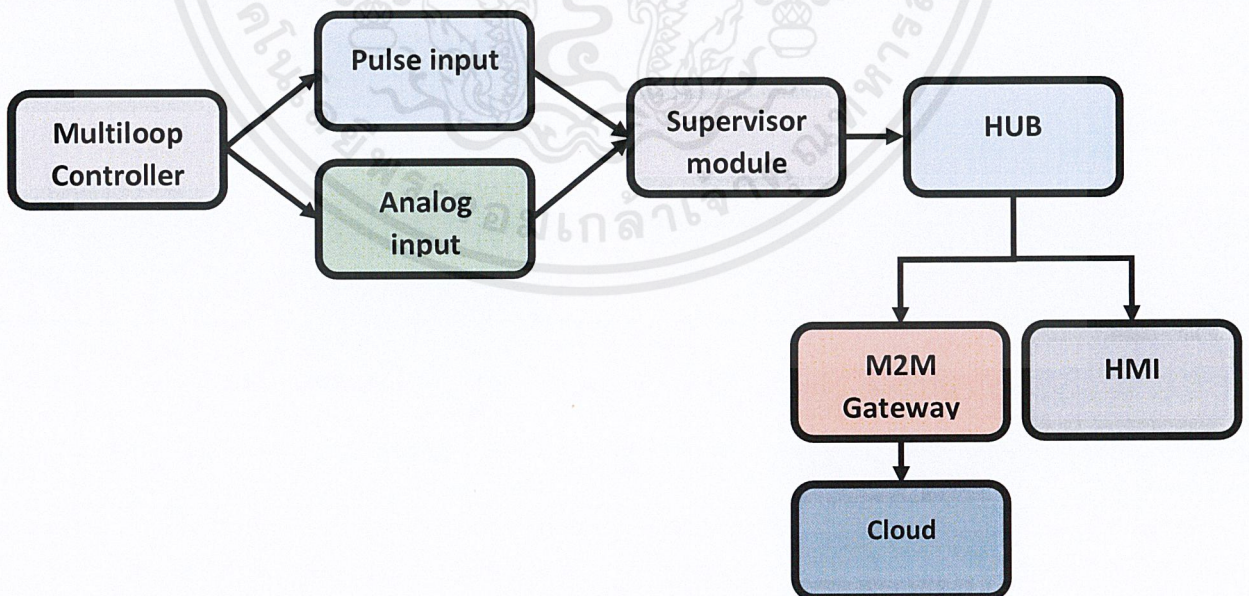 Pulse input
Multiloop
Controller
Analog
input
Supervisor
module
HUB
M2M
Gateway
HMI
Cloud